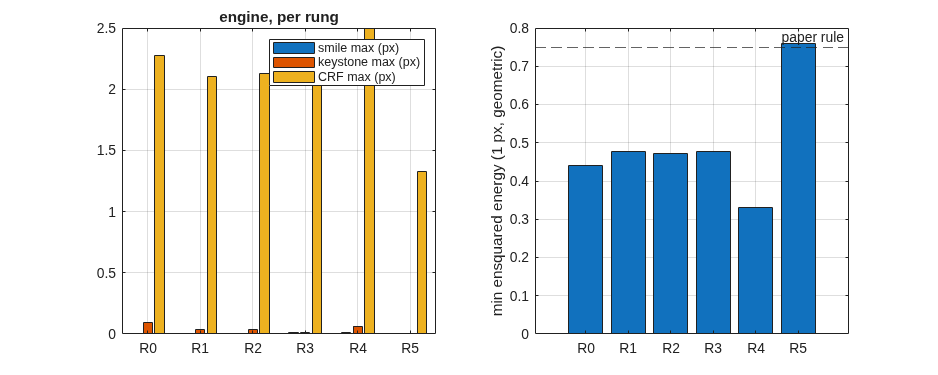 engine, per rung
2.5
2
1.5
1
0.5
0
R0 R1 R2 R3 R4 R5
smile max (px)
keystone max (px)
CRF max (px)
min ensquared energy (1 px, geometric)
0.8
0.7
0.6
0.5
0.4
0.3
0.2
0.1
0
R0 R1 R2 R3 R4 R5
paper rule